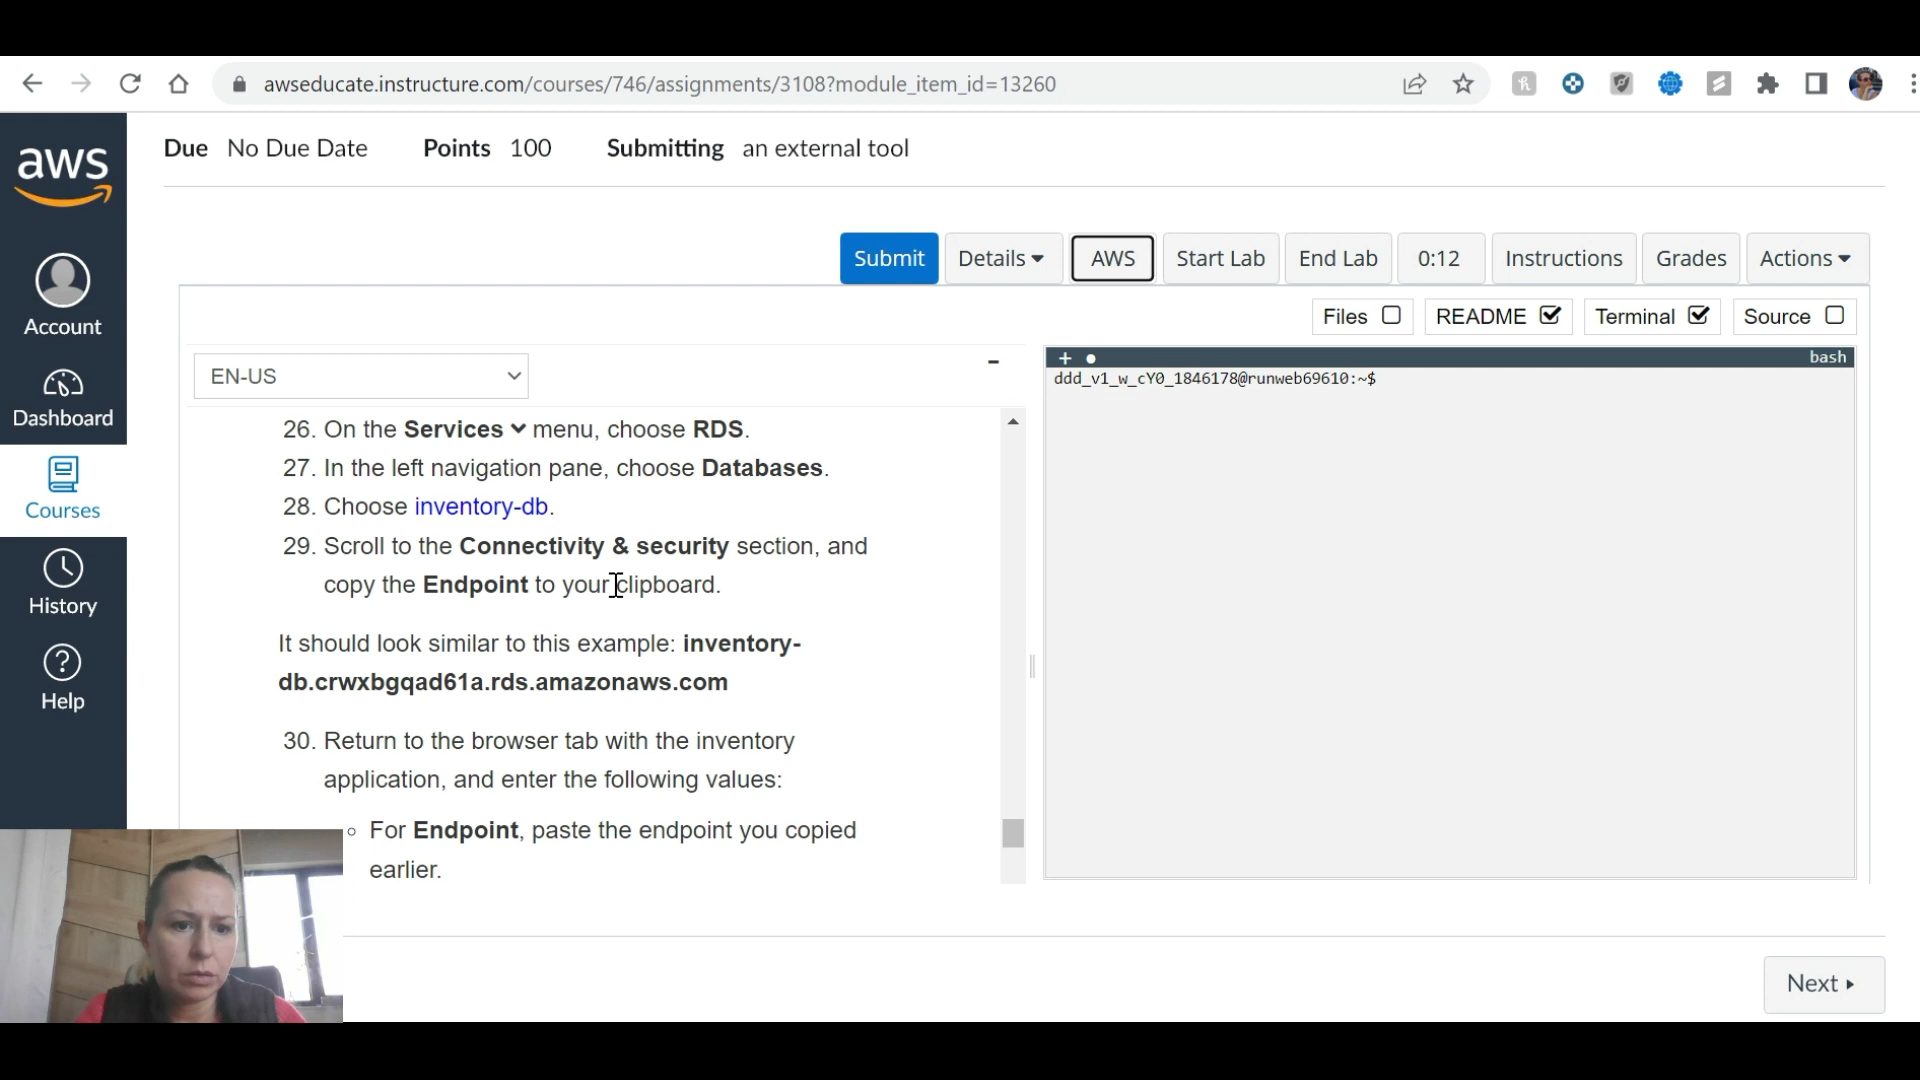 awseducate.instructure.com/courses/746/assignments/3108?module_item_id=13260
aws
Due No Due Date Points 100 Submitting an external tool
Submit Details AWS Start Lab End Lab 0:12 Instructions Grades Actions
Files README Terminal Source
Account
Dashboard
Courses
History
Help
EN-US
26. On the Services menu, choose RDS.
27. In the left navigation pane, choose Databases.
28. Choose inventory-db.
29. Scroll to the Connectivity & security section, and
copy the Endpoint to your clipboard.
It should look similar to this example: inventory-
db.crwxbgqad61a.rds.amazonaws.com
30. Return to the browser tab with the inventory
application, and enter the following values:
For Endpoint, paste the endpoint you copied
earlier.
bash
ddd_v1_w_cY0_1846178@runweb69610:~$
Next